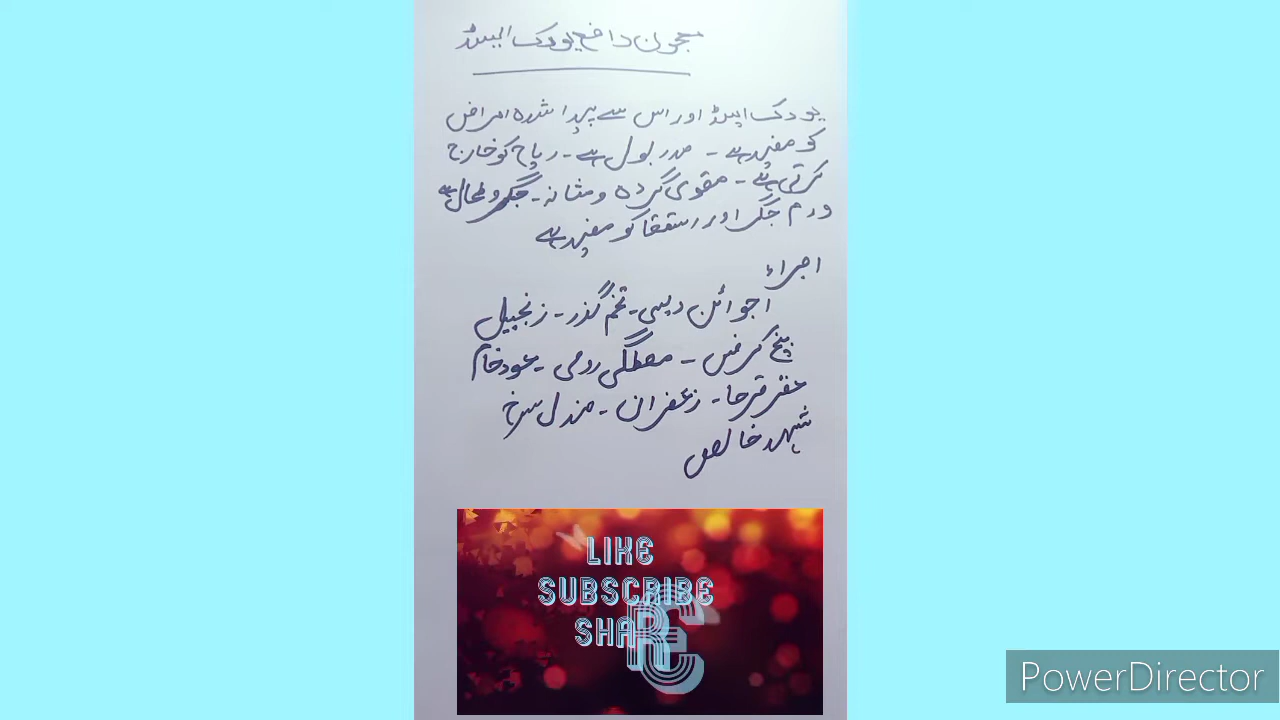 معجون دافع یورک ایسڈ
یورک ایسڈ اور اس سے پیدا شدہ امراض
کو مفید ہے ۔ مدر بول ہے ۔ ریاح کو خارج
کرتی ہے ۔ مقوی گردہ و مثانہ ۔ جگر و طحال ہے
ورم جگر اور استسقا کو مفید ہے
اجزاء
اجوائن دیسی ۔ تخم گذر ۔ زنجبیل
بیخ کرفس ۔ مصطگی رومی ۔ عود خام
عقرقرحا ۔ زعفران ۔ صندل سرخ
شہد خالص
LIKE
SUBSCRIBE
SHARE
PowerDirector